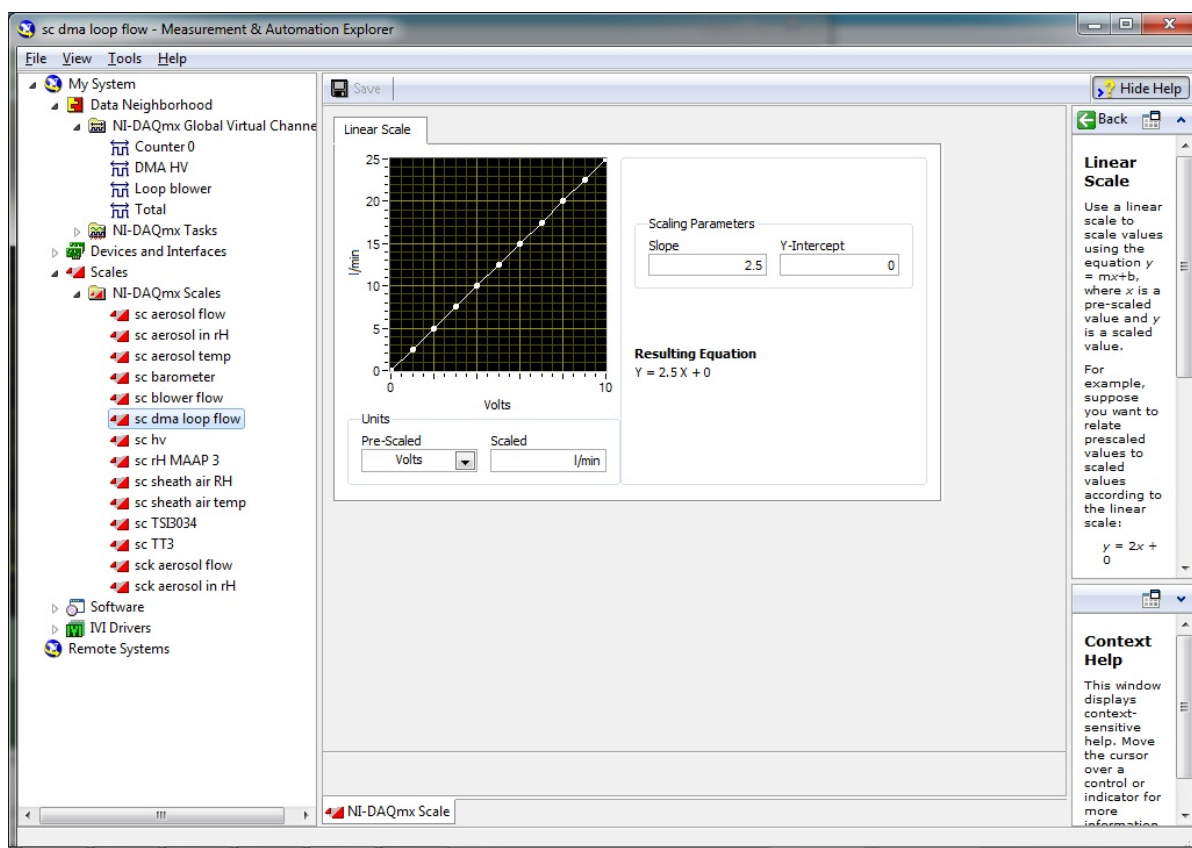 sc dma loop flow - Measurement & Automation Explorer
File View Tools Help
My System
Data Neighborhood
NI-DAQmx Global Virtual Channe
Counter 0
DMA HV
Loop blower
Total
NI-DAQmx Tasks
Devices and Interfaces
Scales
NI-DAQmx Scales
sc aerosol flow
sc aerosol in rH
sc aerosol temp
sc barometer
sc blower flow
sc dma loop flow
sc hv
sc rH MAAP 3
sc sheath air RH
sc sheath air temp
sc TSI3034
sc TT3
sck aerosol flow
sck aerosol in rH
Software
IVI Drivers
Remote Systems
Save
Hide Help
Linear Scale
25
20
15
10
5
0
l/min
0 10
Volts
Units
Pre-Scaled Scaled
Volts l/min
Scaling Parameters
Slope Y-Intercept
2.5 0
Resulting Equation
Y = 2.5 X + 0
NI-DAQmx Scale
Back
Linear
Scale
Use a linear
scale to
scale values
using the
equation y
= mx+b,
where x is a
pre-scaled
value and y
is a scaled
value.
For
example,
suppose
you want to
relate
prescaled
values to
scaled
values
according to
the linear
scale:
y = 2x +
0
Context
Help
This window
displays
context-
sensitive
help. Move
the cursor
over a
control or
indicator for
more
information